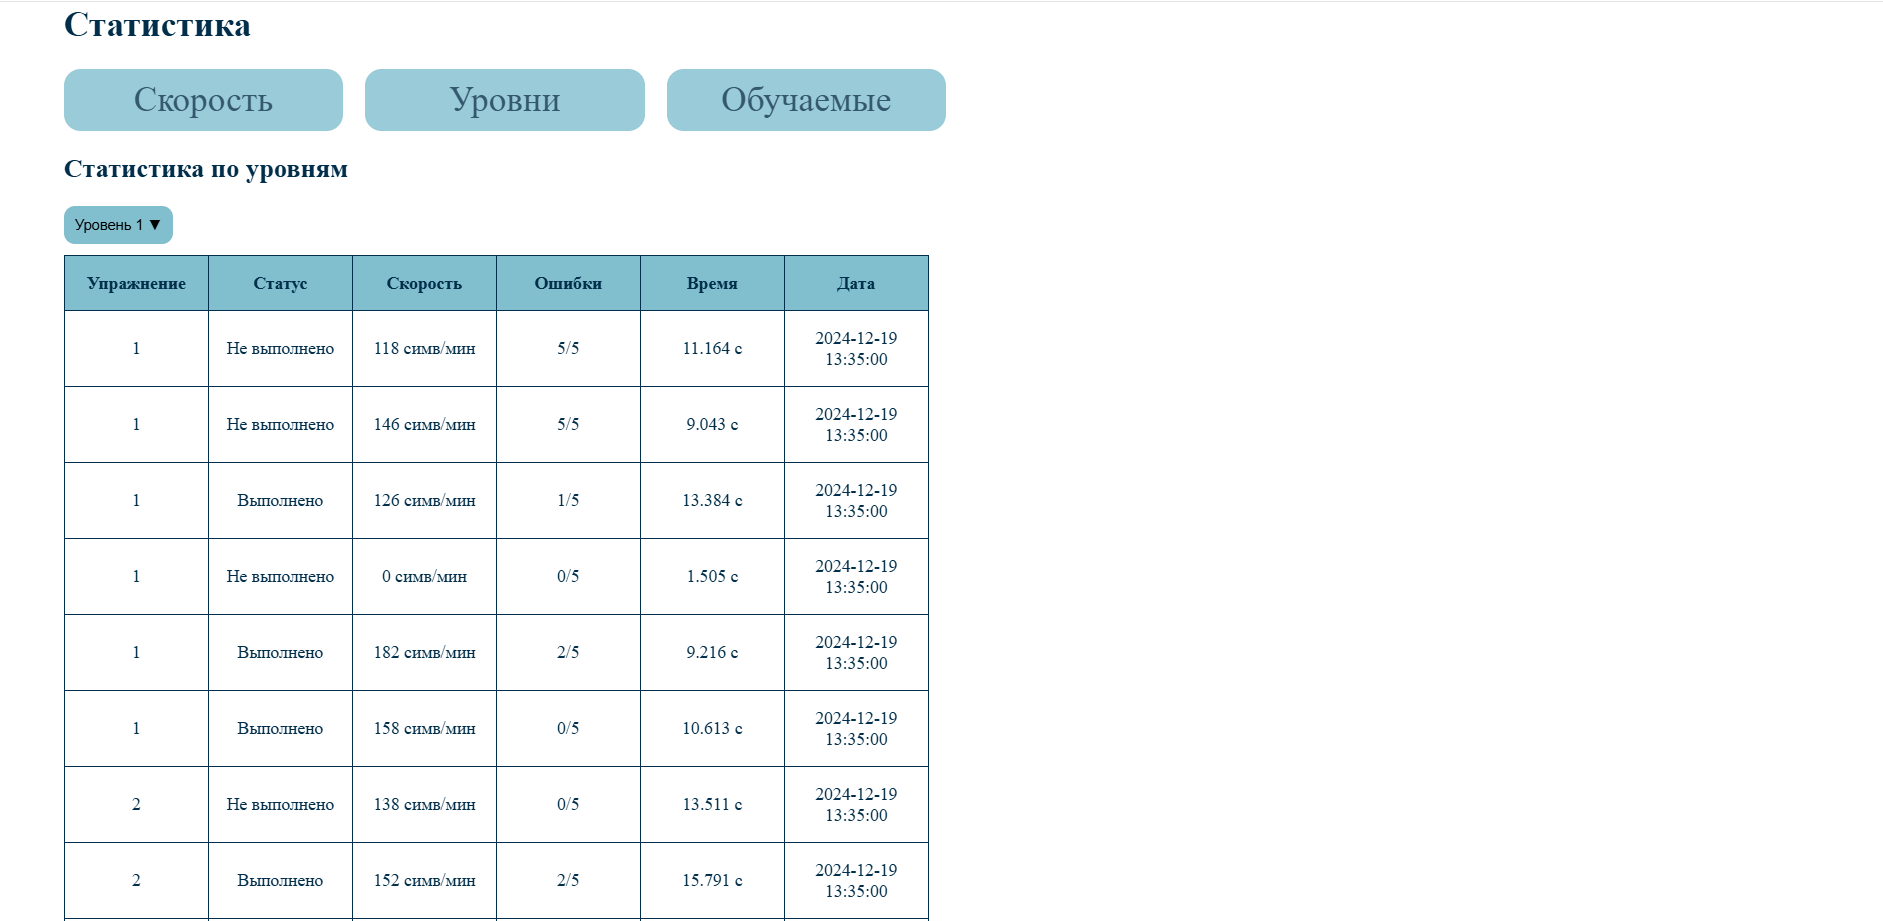 Статистика
Скорость Уровни Обучаемые
Статистика по уровням
Уровень 1 ▼
Упражнение Статус Скорость Ошибки Время Дата
1 Не выполнено 118 симв/мин 5/5 11.164 с 2024-12-19 13:35:00
1 Не выполнено 146 симв/мин 5/5 9.043 с 2024-12-19 13:35:00
1 Выполнено 126 симв/мин 1/5 13.384 с 2024-12-19 13:35:00
1 Не выполнено 0 симв/мин 0/5 1.505 с 2024-12-19 13:35:00
1 Выполнено 182 симв/мин 2/5 9.216 с 2024-12-19 13:35:00
1 Выполнено 158 симв/мин 0/5 10.613 с 2024-12-19 13:35:00
2 Не выполнено 138 симв/мин 0/5 13.511 с 2024-12-19 13:35:00
2 Выполнено 152 симв/мин 2/5 15.791 с 2024-12-19 13:35:00